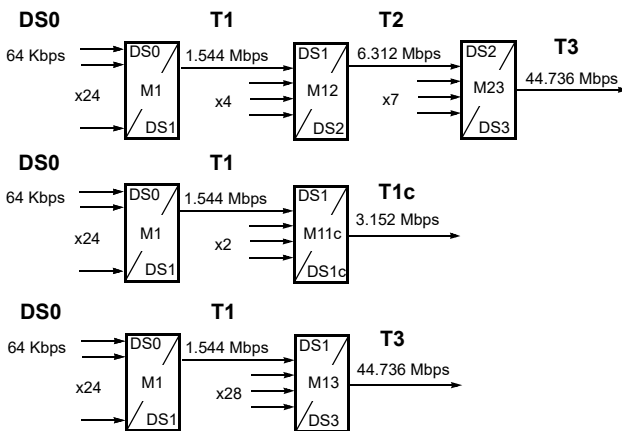 DS0 T1 T2
T3
64 Kbps DS0 1.544 Mbps DS1 6.312 Mbps DS2
44.736 Mbps
x24 M1 x4 M12 x7 M23
DS1 DS2 DS3
DS0 T1
T1c
64 Kbps DS0 1.544 Mbps DS1
3.152 Mbps
x24 M1 x2 M11c
DS1 DS1c
DS0 T1
T3
64 Kbps DS0 1.544 Mbps DS1
44.736 Mbps
x24 M1 x28 M13
DS1 DS3